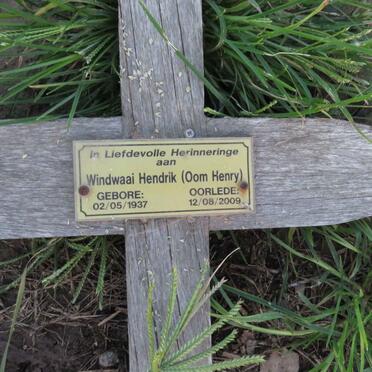 In Liefdevolle Herinneringe
aan
Windwaai Hendrik (Oom Henry)
GEBORE: OORLEDE:
02/05/1937 12/08/2009